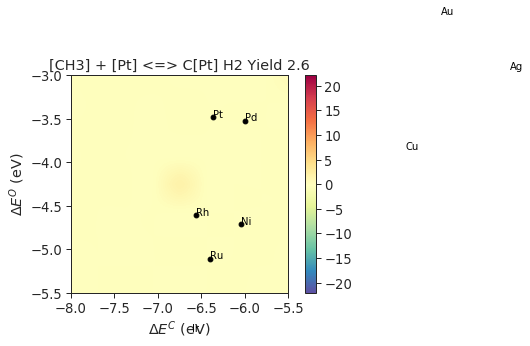 Au
Ag
[CH3] + [Pt] <=> C[Pt] H2 Yield 2.6
−3.0
20
Pt
Pd
−3.5
15
10
Cu
−4.0
5
ΔE^O (eV)
0
−4.5
Rh
Ni
−5
−5.0
Ru
−10
−15
−5.5
−20
−8.0 −7.5 −7.0 −6.5 −6.0 −5.5
ΔE^C (eV)